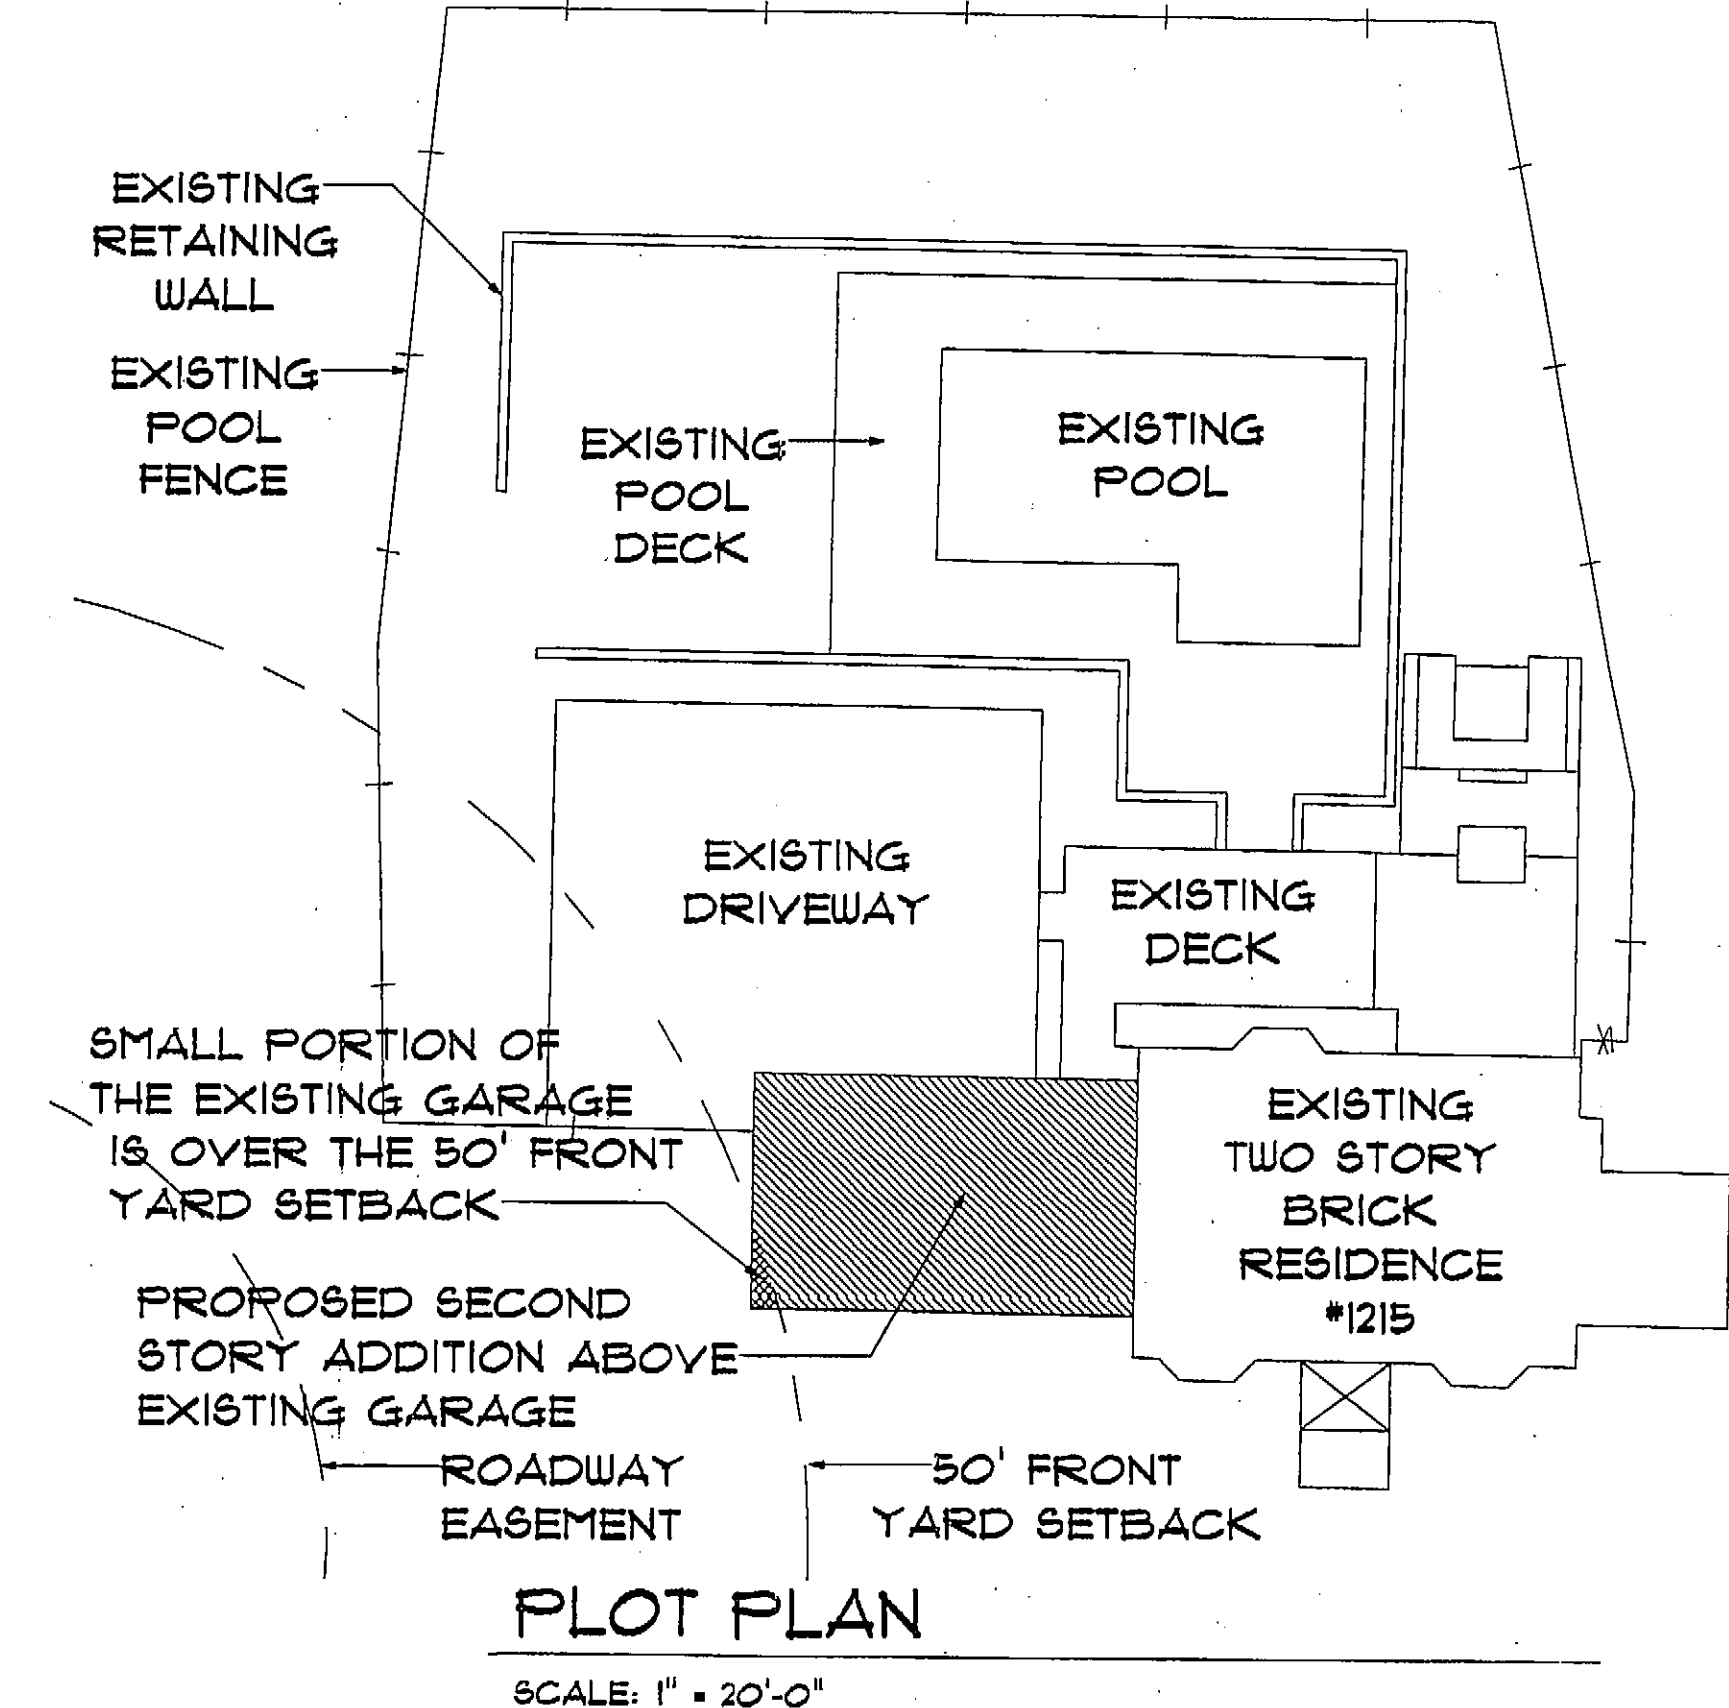 EXISTING
RETAINING
WALL
EXISTING
POOL
FENCE
EXISTING
POOL
DECK
EXISTING
POOL
EXISTING
DRIVEWAY
EXISTING
DECK
SMALL PORTION OF
THE EXISTING GARAGE
IS OVER THE 50' FRONT
YARD SETBACK
EXISTING
TWO STORY
BRICK
RESIDENCE
#1215
PROPOSED SECOND
STORY ADDITION ABOVE
EXISTING GARAGE
ROADWAY
EASEMENT
50' FRONT
YARD SETBACK
PLOT PLAN
SCALE: 1" = 20'-0"